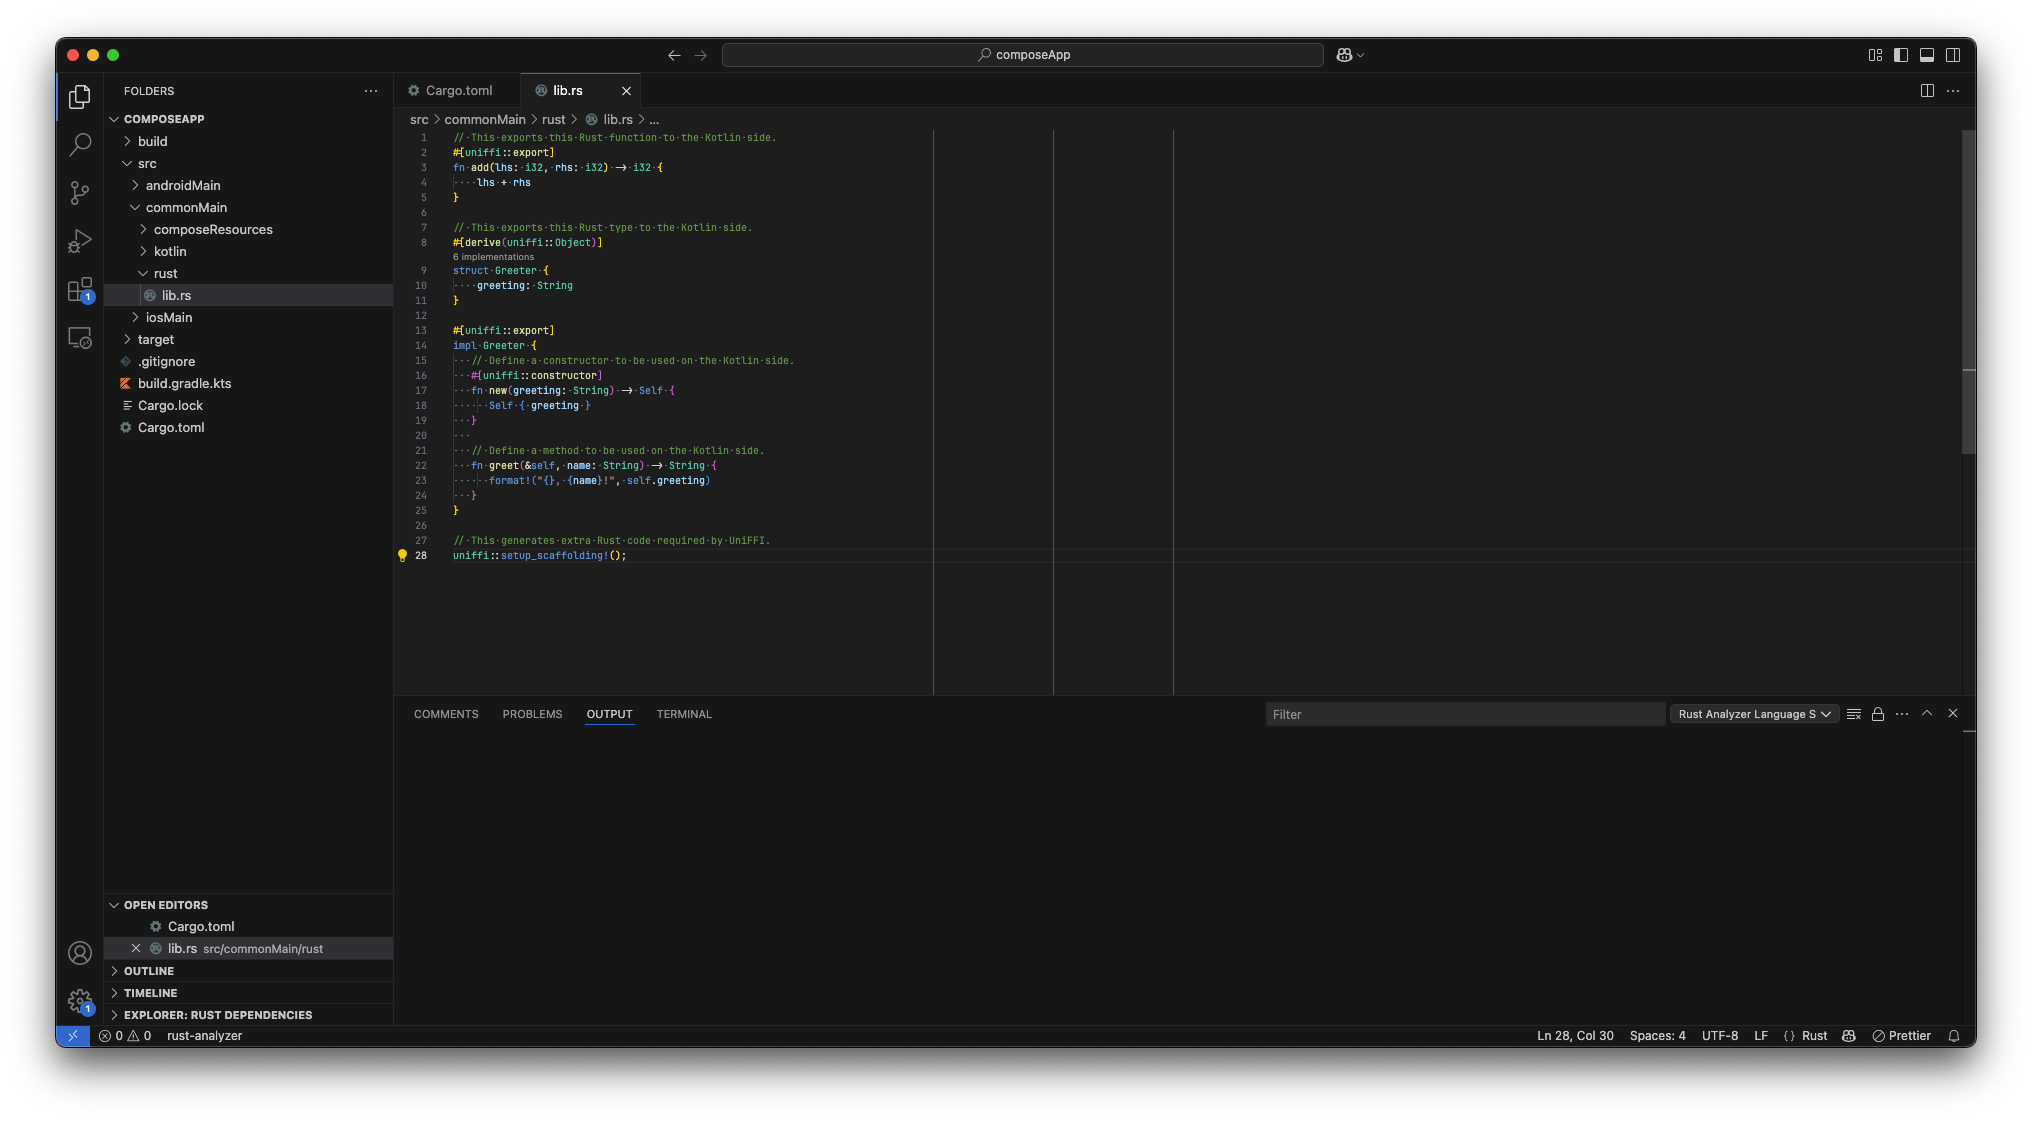 composeApp
FOLDERS
COMPOSEAPP
build
src
androidMain
commonMain
composeResources
kotlin
rust
lib.rs
iosMain
target
.gitignore
build.gradle.kts
Cargo.lock
Cargo.toml
OPEN EDITORS
Cargo.toml
lib.rs src/commonMain/rust
OUTLINE
TIMELINE
EXPLORER: RUST DEPENDENCIES
1
1
Cargo.toml lib.rs
src > commonMain > rust > lib.rs > ...
1 // This exports this Rust function to the Kotlin side.
2 #[uniffi::export]
3 fn add(lhs: i32, rhs: i32) -> i32 {
4     lhs + rhs
5 }
6
7 // This exports this Rust type to the Kotlin side.
8 #[derive(uniffi::Object)]
6 implementations
9 struct Greeter {
10     greeting: String
11 }
12
13 #[uniffi::export]
14 impl Greeter {
15    // Define a constructor to be used on the Kotlin side.
16    #[uniffi::constructor]
17    fn new(greeting: String) -> Self {
18       Self { greeting }
19    }
20
21    // Define a method to be used on the Kotlin side.
22    fn greet(&self, name: String) -> String {
23       format!("{}, {name}!", self.greeting)
24    }
25 }
26
27 // This generates extra Rust code required by UniFFI.
28 uniffi::setup_scaffolding!();
COMMENTS PROBLEMS OUTPUT TERMINAL Filter Rust Analyzer Language S
0 0 rust-analyzer Ln 28, Col 30 Spaces: 4 UTF-8 LF {} Rust Prettier